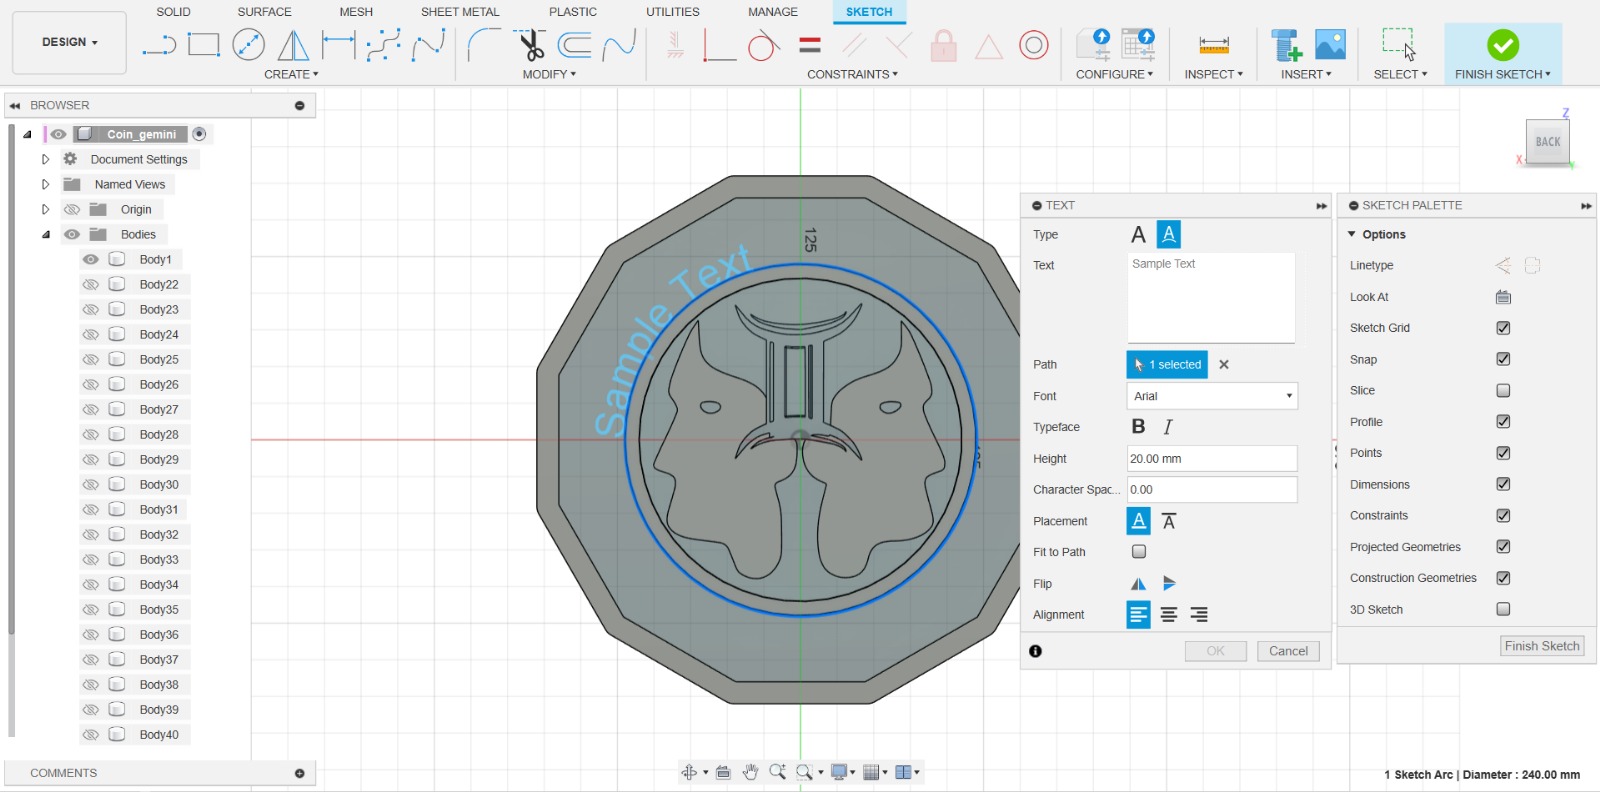 SOLID SURFACE MESH SHEET METAL PLASTIC UTILITIES MANAGE SKETCH
DESIGN
CREATE MODIFY CONSTRAINTS CONFIGURE INSPECT INSERT SELECT FINISH SKETCH
BROWSER
Coin_gemini
Document Settings
Named Views
Origin
Bodies
Body1
Body22
Body23
Body24
Body25
Body26
Body27
Body28
Body29
Body30
Body31
Body32
Body33
Body34
Body35
Body36
Body37
Body38
Body39
Body40
COMMENTS
125
Sample Text
Z
BACK
X
TEXT
Type A A
Text Sample Text
Path 1 selected
Font Arial
Typeface B I
Height 20.00 mm
Character Spac... 0.00
Placement A A
Fit to Path
Flip
Alignment
OK Cancel
SKETCH PALETTE
Options
Linetype
Look At
Sketch Grid
Snap
Slice
Profile
Points
Dimensions
Constraints
Projected Geometries
Construction Geometries
3D Sketch
Finish Sketch
1 Sketch Arc | Diameter : 240.00 mm